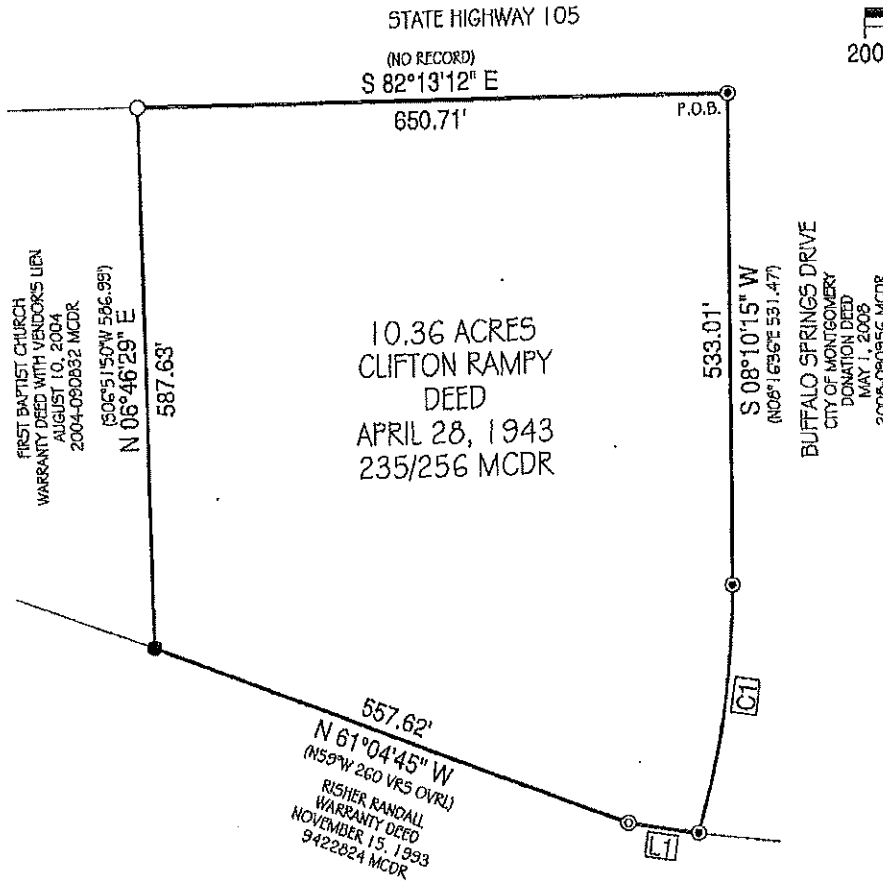 STATE HIGHWAY 105
200
(NO RECORD)
S 82°13'12" E
650.71'
P.O.B.
FIRST BAPTIST CHURCH
WARRANTY DEED WITH VENDOR'S LIEN
AUGUST 10, 2004
2004-090832 MCDR
(S06°51'50"W 586.99')
N 06°46'29" E
587.63'
10.36 ACRES
CLIFTON RAMPY
DEED
APRIL 28, 1943
235/256 MCDR
533.01'
S 08°10'15" W
(N08°16'36"E 531.47')
BUFFALO SPRINGS DRIVE
CITY OF MONTGOMERY
DONATION DEED
MAY 1, 2008
C1
557.62'
N 61°04'45" W
(N59°W 260 VRS OVRL)
RISHER RANDALL
WARRANTY DEED
NOVEMBER 15, 1993
9422824 MCDR
L1